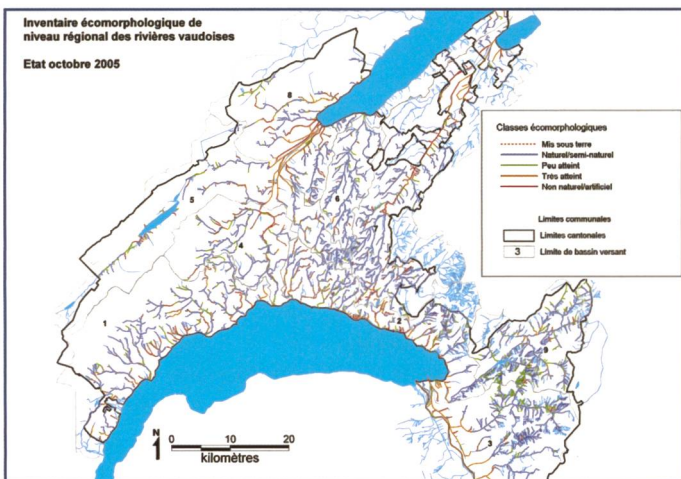 Inventaire écomorphologique de
niveau régional des rivières vaudoises
Etat octobre 2005
Classes écomorphologiques
Mis sous terre
Naturel/semi-naturel
Peu atteint
Très atteint
Non naturel/artificiel
Limites communales
Limites cantonales
3 Limite de bassin versant
8
5
6
7
4
1
2
9
3
N
0 10 20
kilomètres